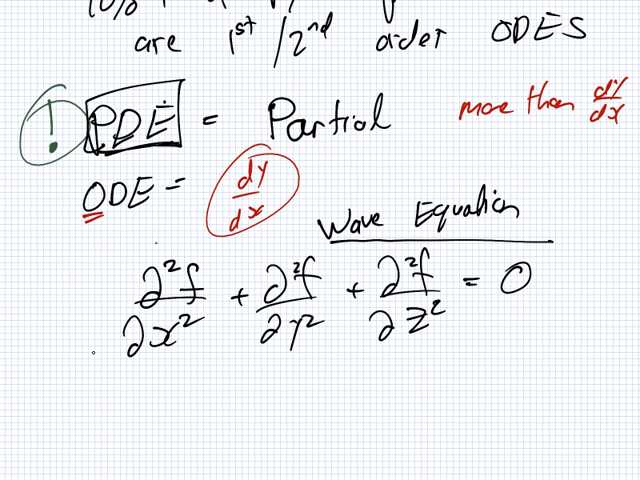 are 1st/2nd order ODES
! PDE = Partial more than dy/dx
ODE = dy/dx
Wave Equation
∂²f/∂x² + ∂²f/∂y² + ∂²f/∂z² = 0